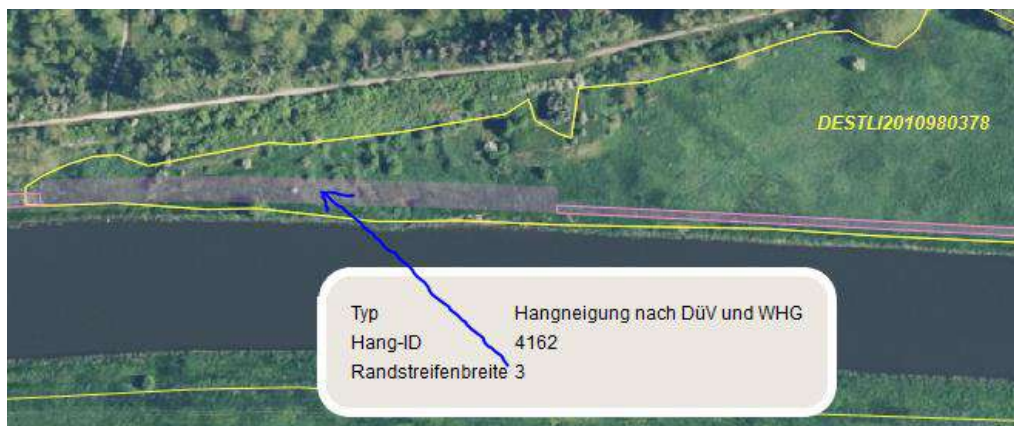 DESTLI2010980378
Typ Hangneigung nach DüV und WHG
Hang-ID 4162
Randstreifenbreite 3